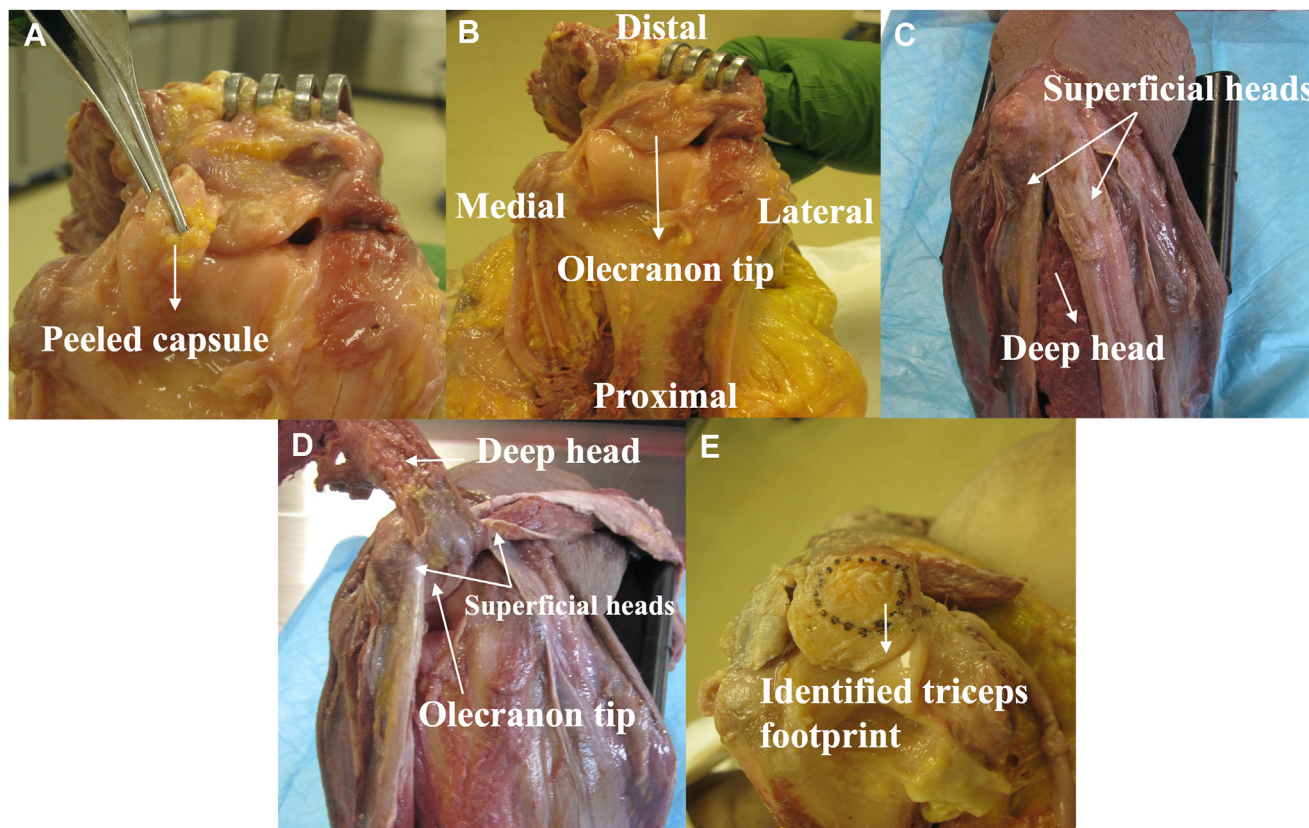 A
Peeled capsule
B
Distal
Medial
Lateral
Olecranon tip
Proximal
C
Superficial heads
Deep head
D
Deep head
Superficial heads
Olecranon tip
E
Identified triceps
footprint